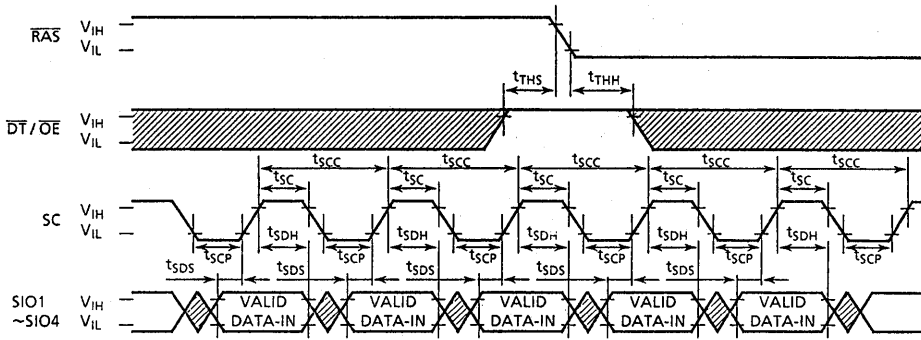 RAS VIH
VIL
tTHS tTHH
DT/OE VIH
VIL
tSCC tSCC tSCC tSCC tSCC
tSC tSC tSC tSC tSC
SC VIH
VIL
tSDH tSDH tSDH tSDH tSDH
tSCP tSCP tSCP tSCP tSCP tSCP
tSDS tSDS tSDS tSDS tSDS
SIO1 VIH VALID VALID VALID VALID VALID
~SIO4 VIL DATA-IN DATA-IN DATA-IN DATA-IN DATA-IN